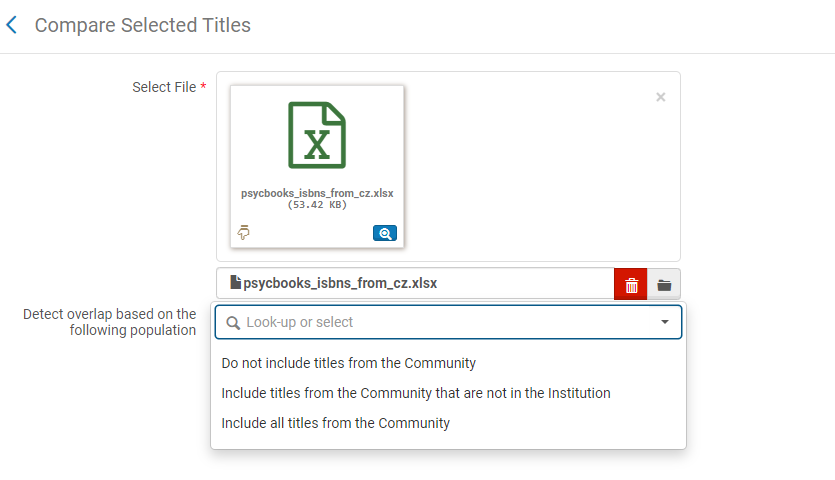 Compare Selected Titles
Select File *
psycbooks_isbns_from_cz.xlsx
(53.42 KB)
psycbooks_isbns_from_cz.xlsx
Detect overlap based on the
following population
Look-up or select
Do not include titles from the Community
Include titles from the Community that are not in the Institution
Include all titles from the Community